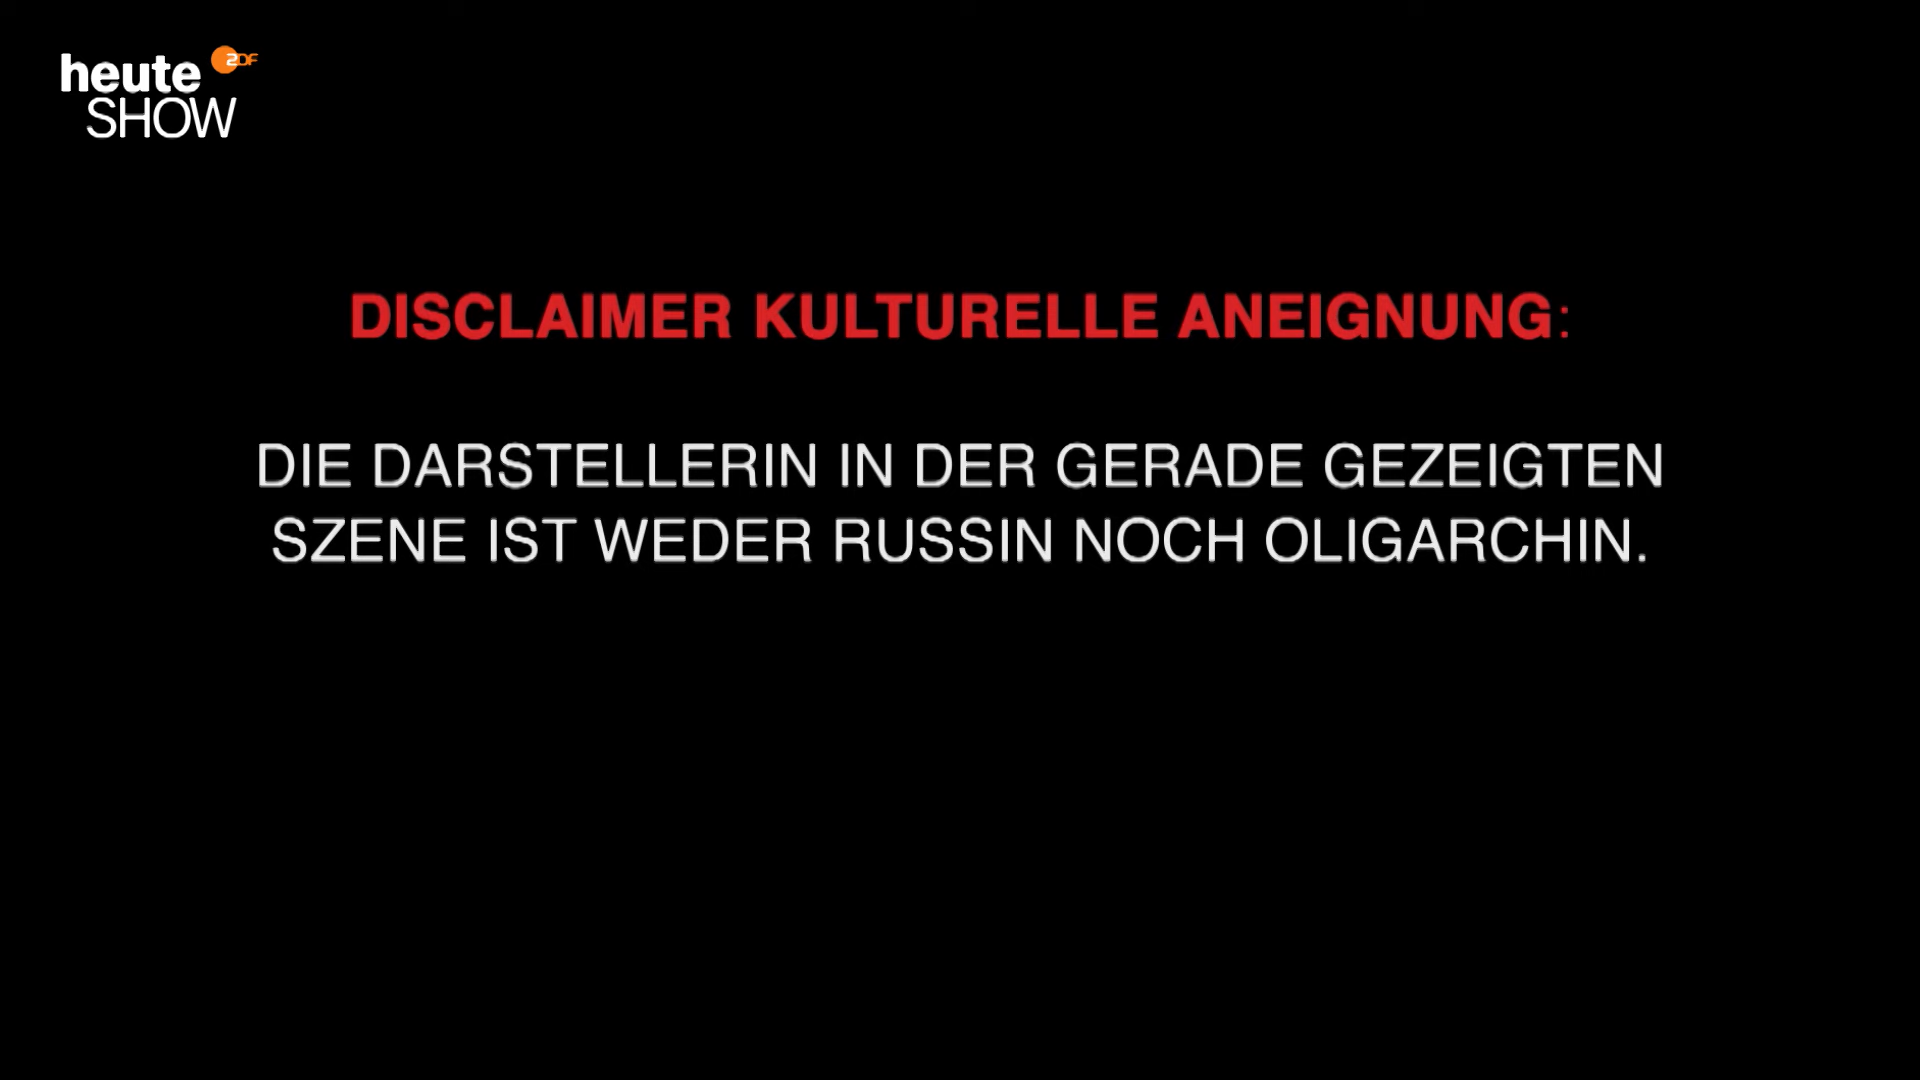 heute ZDF
SHOW
DISCLAIMER KULTURELLE ANEIGNUNG:
DIE DARSTELLERIN IN DER GERADE GEZEIGTEN
SZENE IST WEDER RUSSIN NOCH OLIGARCHIN.